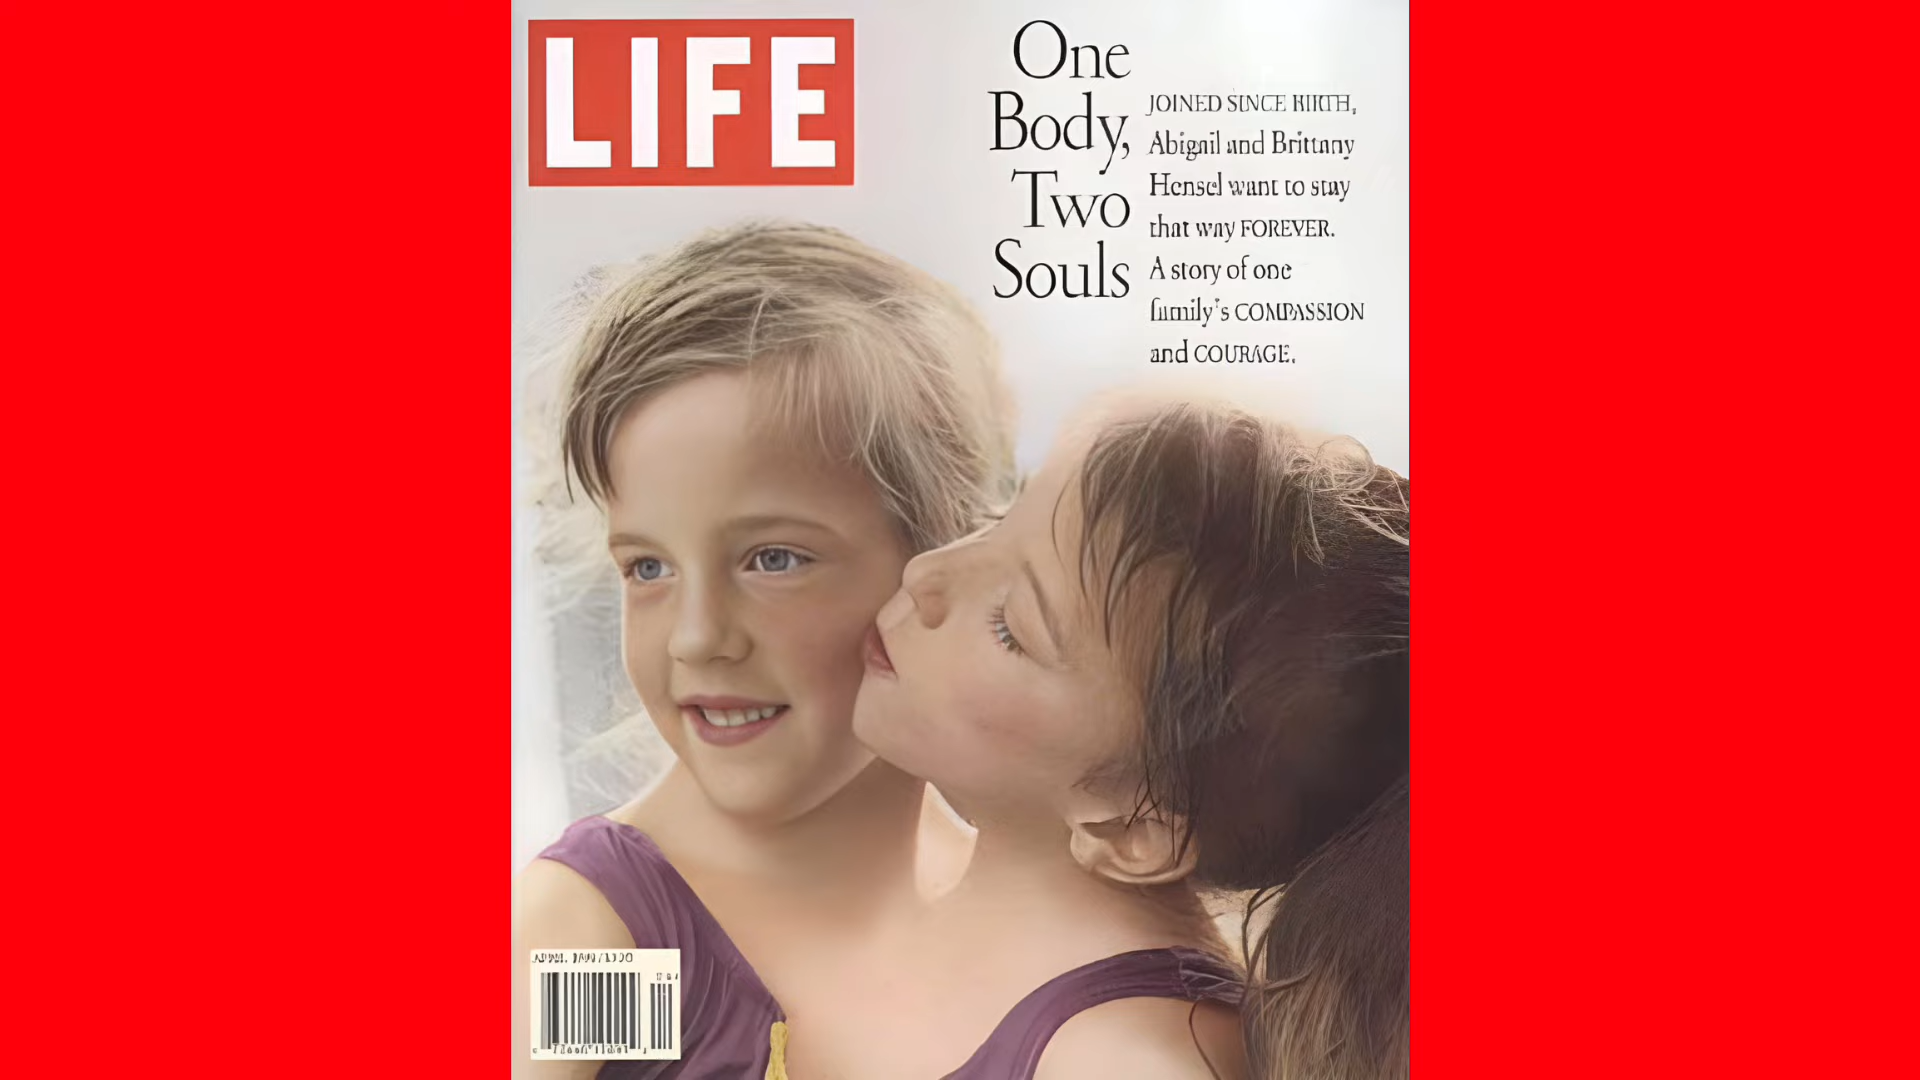 LIFE
One
Body,
Two
Souls
JOINED SINCE BIRTH,
Abigail and Brittany
Hensel want to stay
that way FOREVER.
A story of one
family's COMPASSION
and COURAGE.